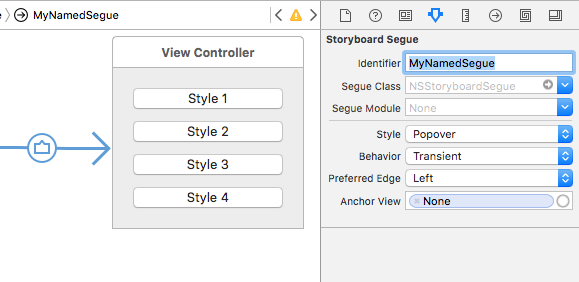 MyNamedSegue
View Controller
Style 1
Style 2
Style 3
Style 4
Storyboard Segue
Identifier MyNamedSegue
Segue Class NSStoryboardSegue
Segue Module None
Style Popover
Behavior Transient
Preferred Edge Left
Anchor View None